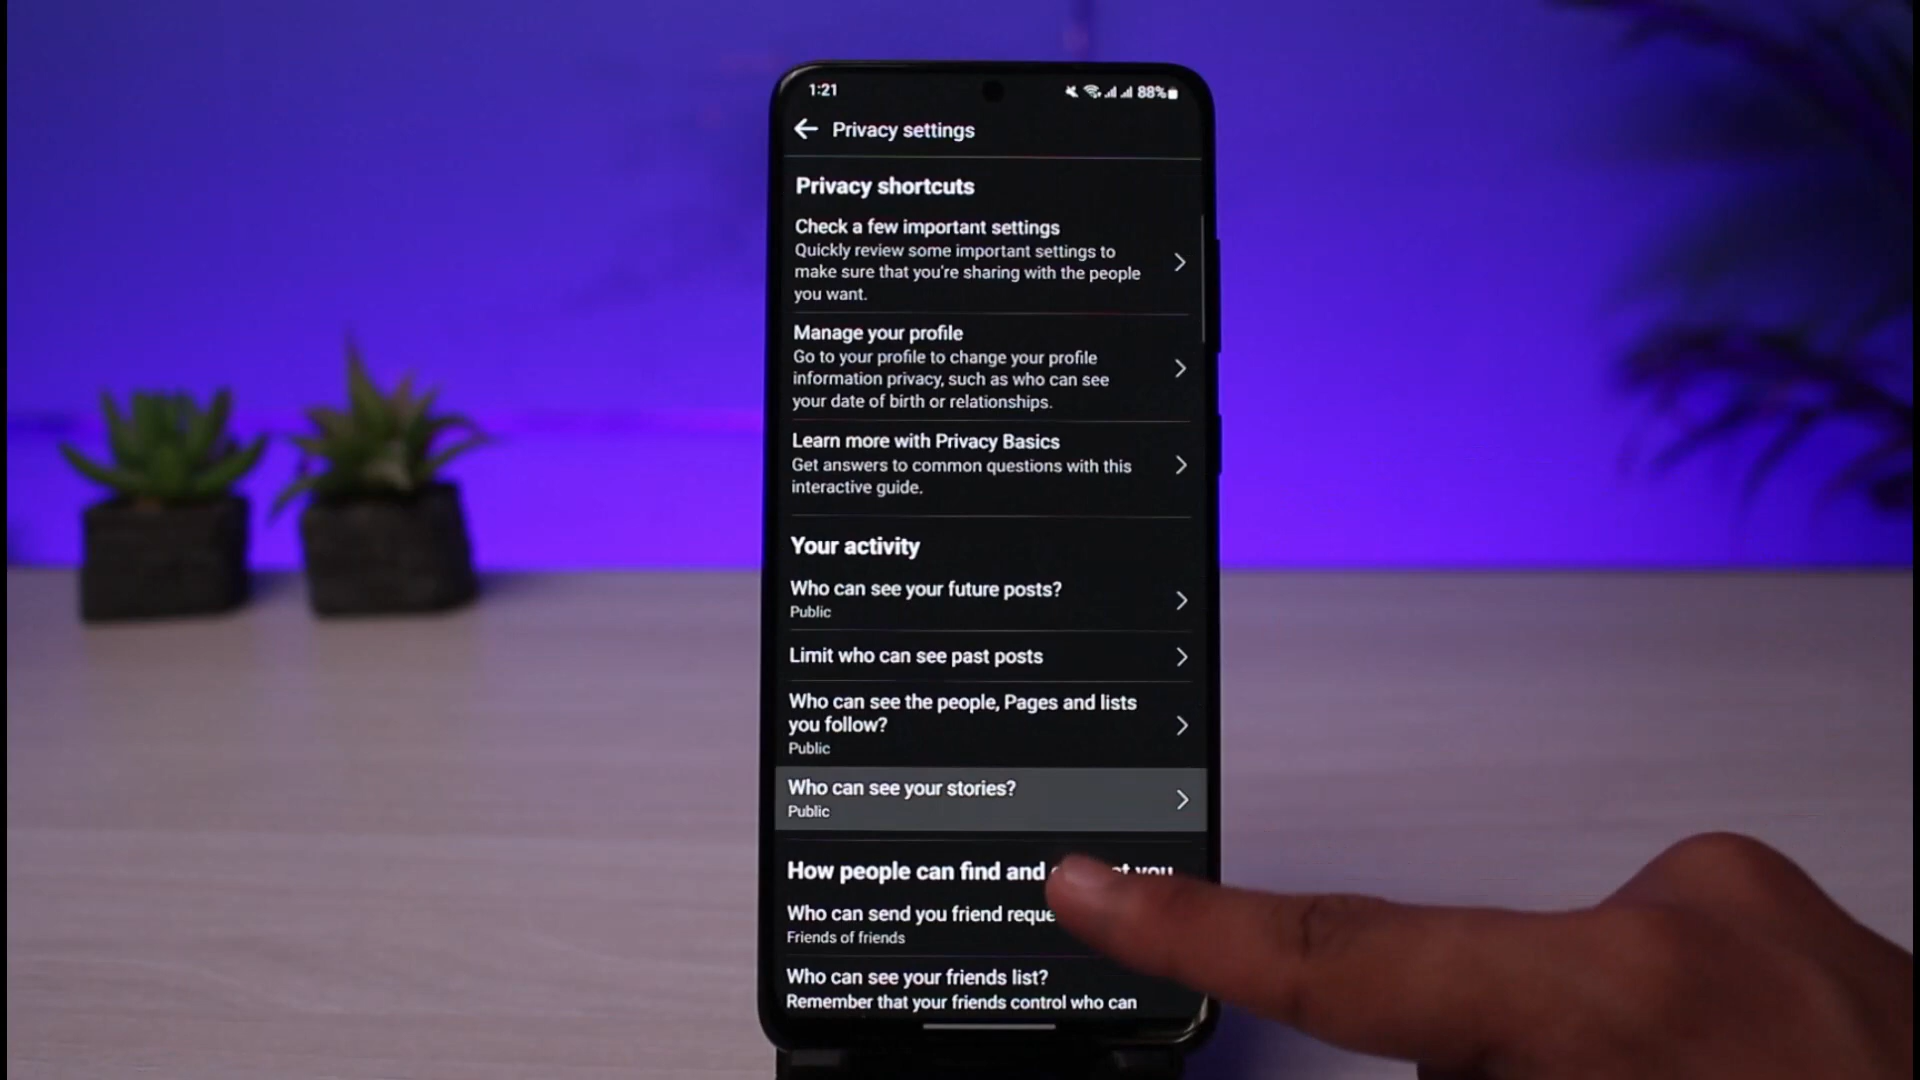 1:21
88%
Privacy settings
Privacy shortcuts
Check a few important settings
Quickly review some important settings to
make sure that you're sharing with the people
you want.
Manage your profile
Go to your profile to change your profile
information privacy, such as who can see
your date of birth or relationships.
Learn more with Privacy Basics
Get answers to common questions with this
interactive guide.
Your activity
Who can see your future posts?
Public
Limit who can see past posts
Who can see the people, Pages and lists
you follow?
Public
Who can see your stories?
Public
How people can find and you
Who can send you friend
Friends of friends
Who can see your friends list?
Remember that your friends control who can